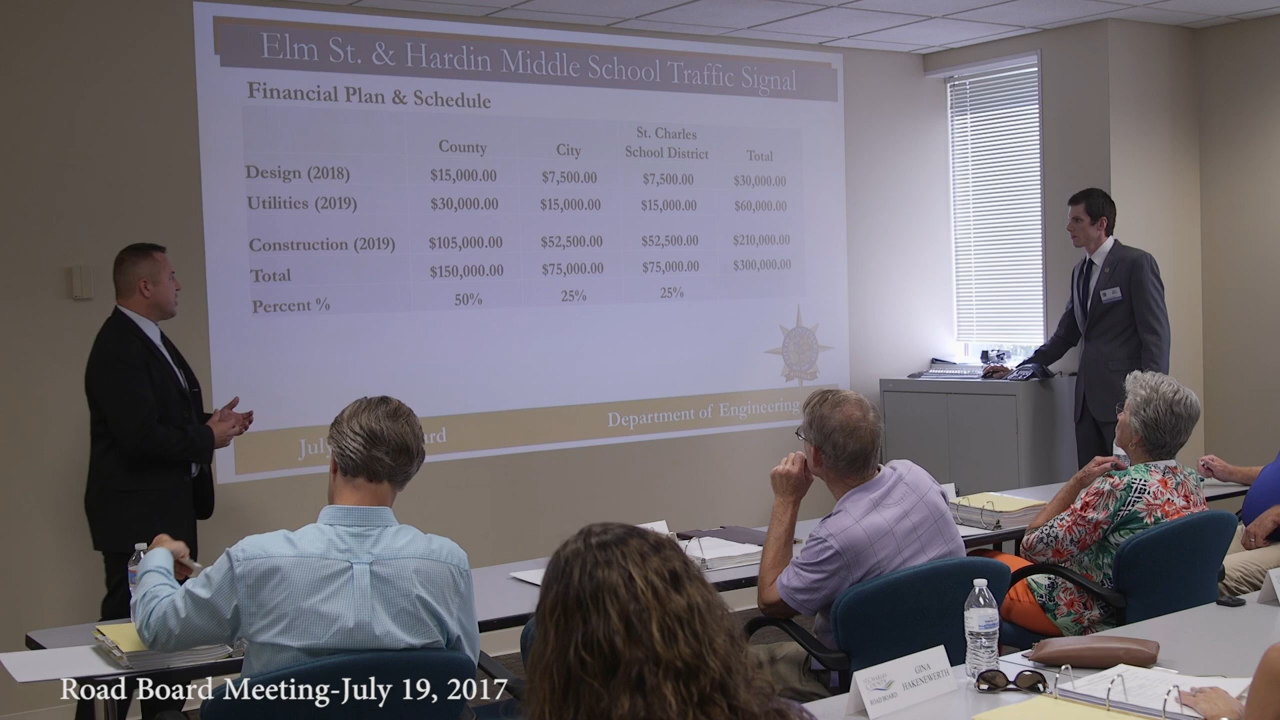 Elm St. & Hardin Middle School Traffic Signal
Financial Plan & Schedule
County City St. Charles School District Total
Design (2018) $15,000.00 $7,500.00 $7,500.00 $30,000.00
Utilities (2019) $30,000.00 $15,000.00 $15,000.00 $60,000.00
Construction (2019) $105,000.00 $52,500.00 $52,500.00 $210,000.00
Total $150,000.00 $75,000.00 $75,000.00 $300,000.00
Percent % 50% 25% 25%
Department of Engineering
July
GINA
HAKENEWERTH
ROAD BOARD
Road Board Meeting-July 19, 2017